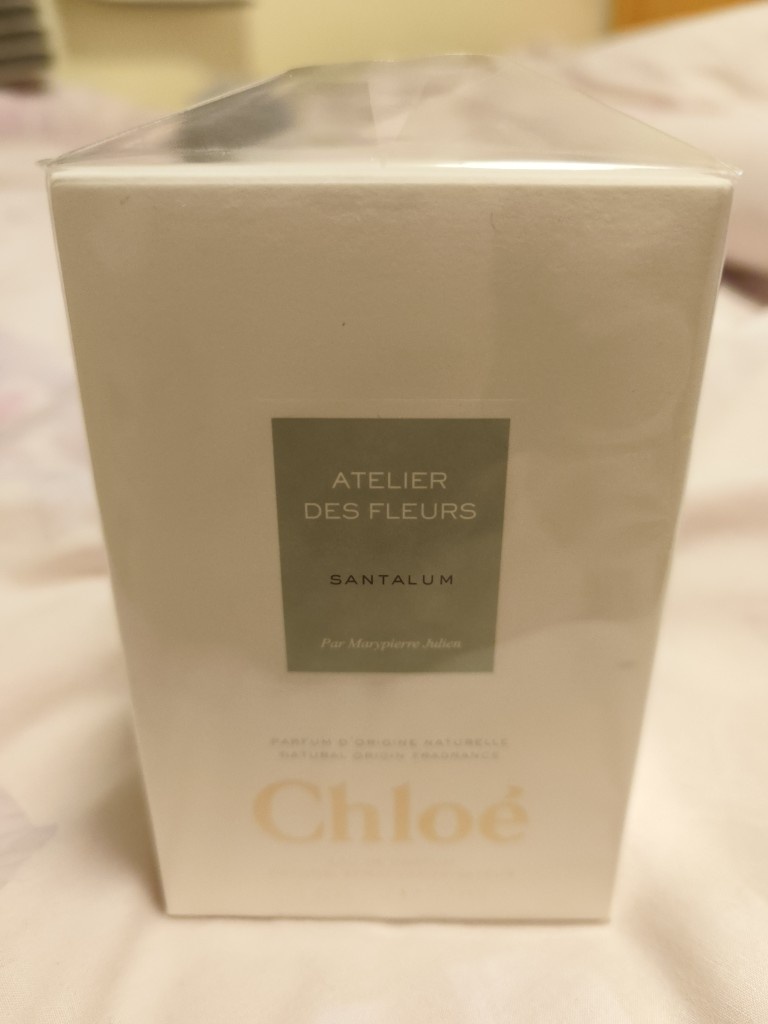 ATELIER
DES FLEURS
SANTALUM
Par Marypierre Julien
PARFUM D'ORIGINE NATURELLE
NATURAL ORIGIN FRAGRANCE
Chloé